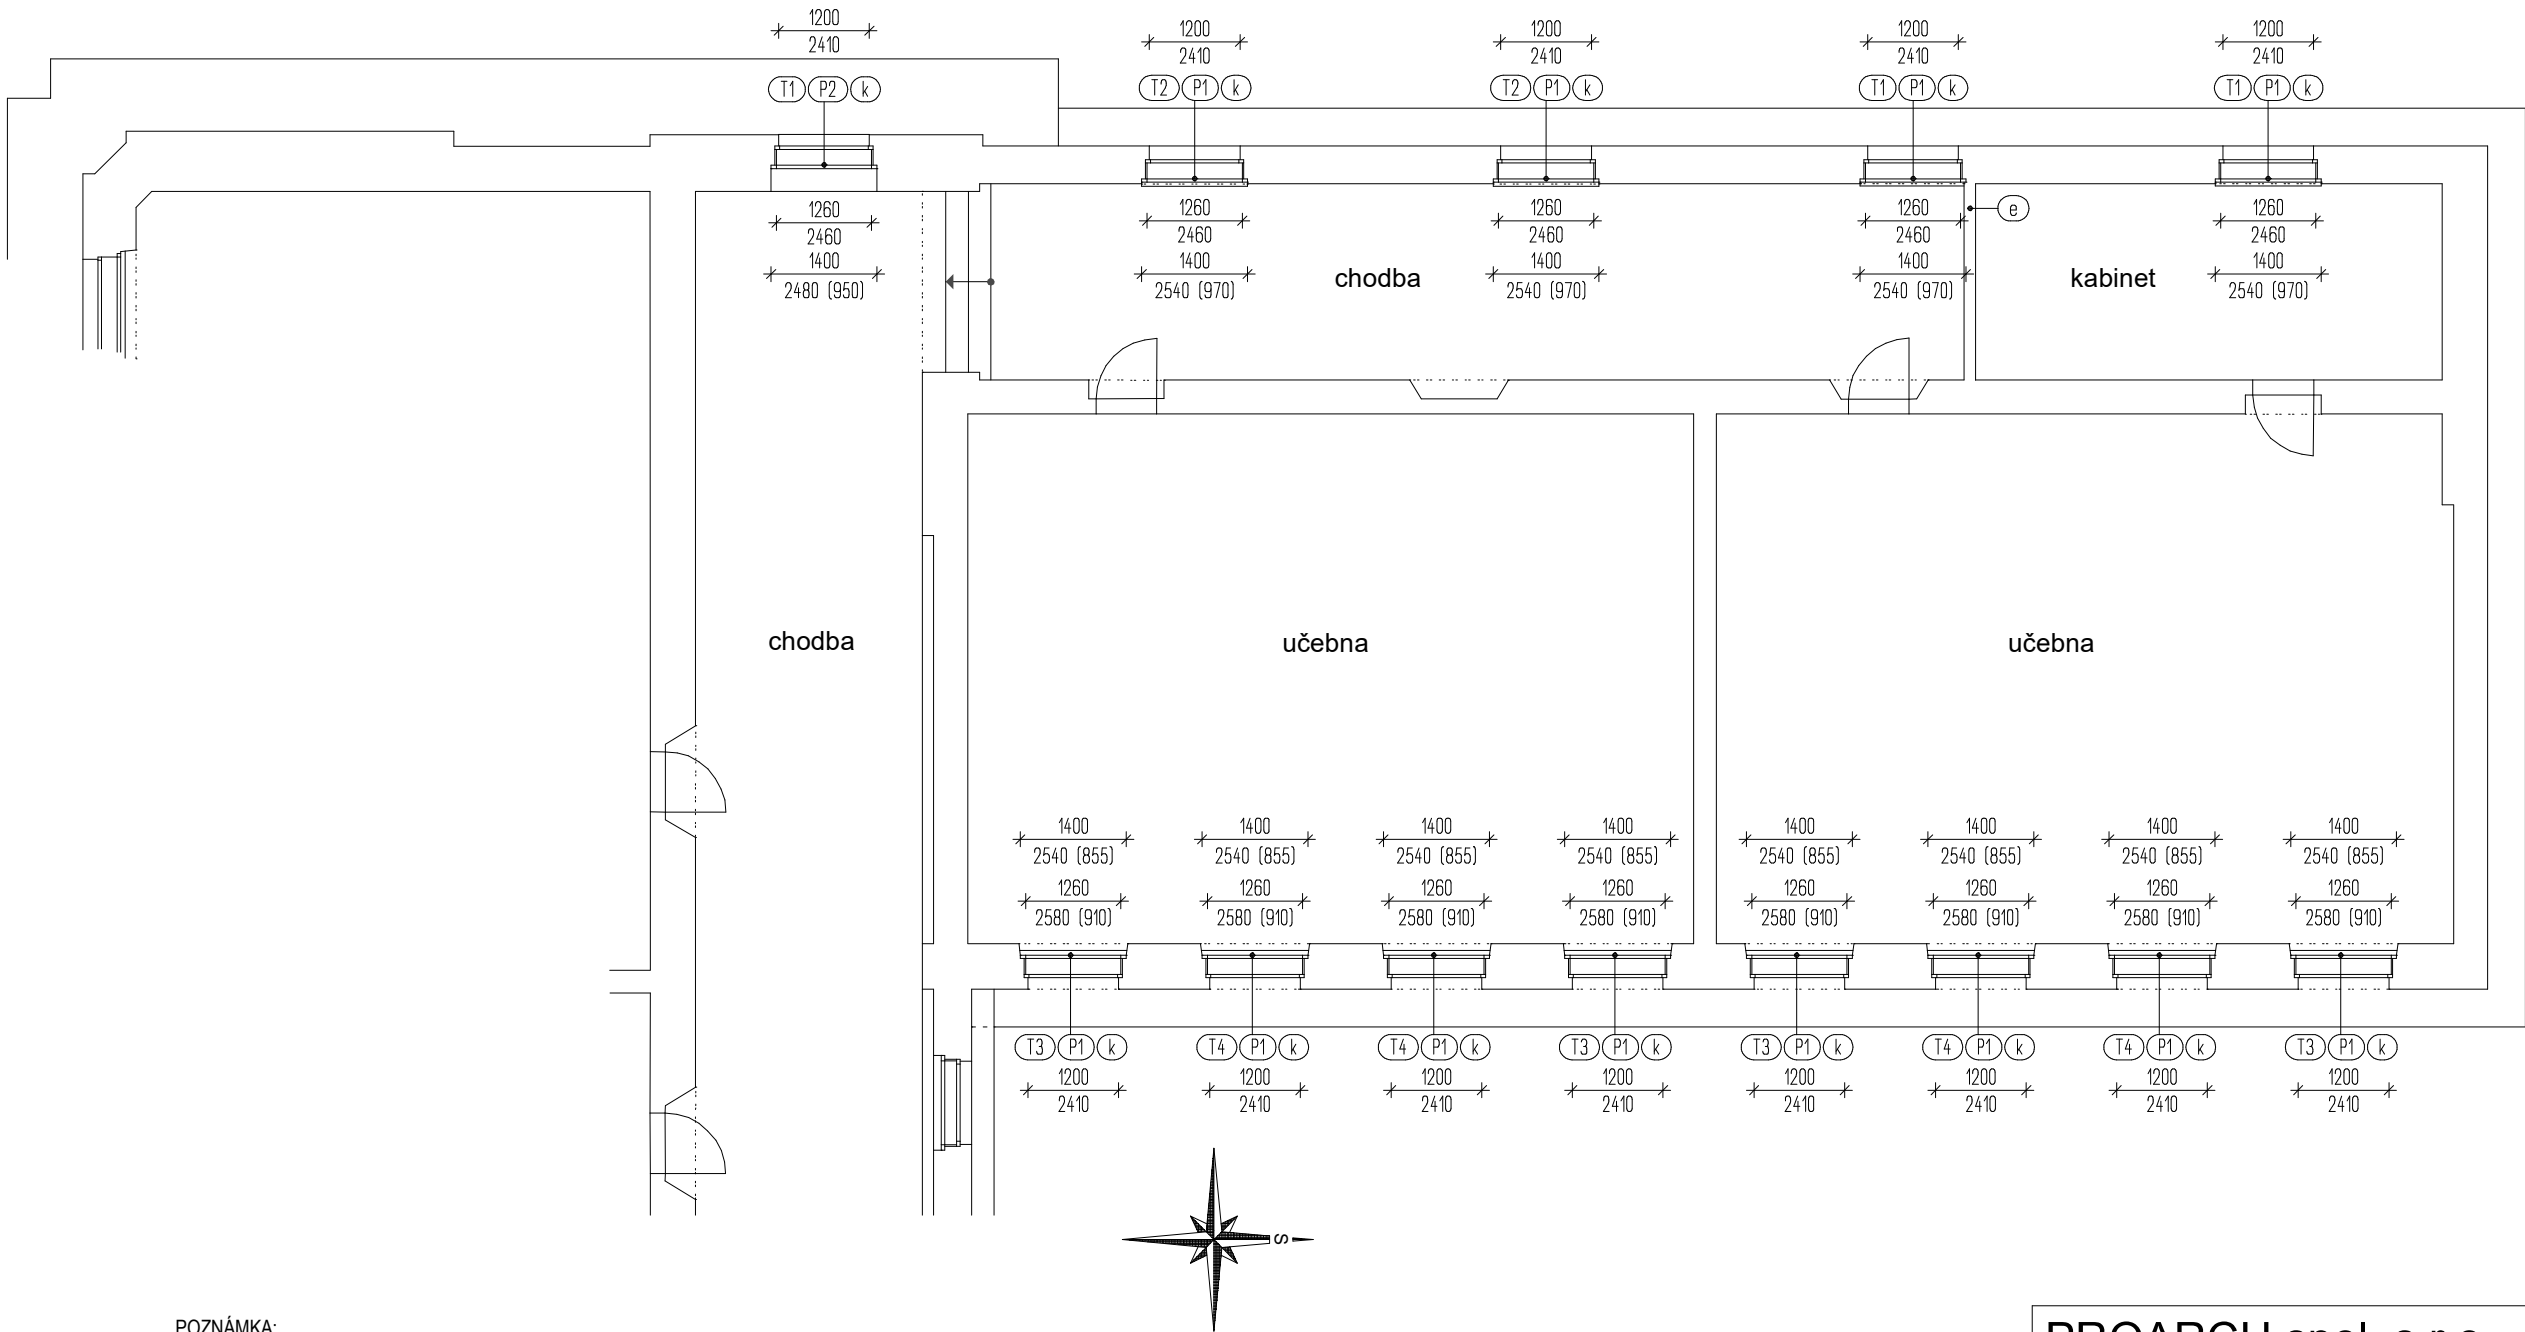 1200 1200 1200 1200 1200
2410 2410 2410 2410 2410
T1 P2 k T2 P1 k T2 P1 k T1 P1 k T1 P1 k
1260 1260 1260 1260 e 1260
2460 2460 2460 2460 2460
1400 1400 chodba 1400 1400 kabinet 1400
2480 (950) 2540 (970) 2540 (970) 2540 (970) 2540 (970)
chodba učebna učebna
1400 1400 1400 1400 1400 1400 1400 1400
2540 (855) 2540 (855) 2540 (855) 2540 (855) 2540 (855) 2540 (855) 2540 (855) 2540 (855)
1260 1260 1260 1260 1260 1260 1260 1260
2580 (910) 2580 (910) 2580 (910) 2580 (910) 2580 (910) 2580 (910) 2580 (910) 2580 (910)
T3 P1 k T4 P1 k T4 P1 k T3 P1 k T3 P1 k T4 P1 k T4 P1 k T3 P1 k
1200 1200 1200 1200 1200 1200 1200 1200
2410 2410 2410 2410 2410 2410 2410 2410
S
POZNÁMKA:
PROARCH spol. s r.o.